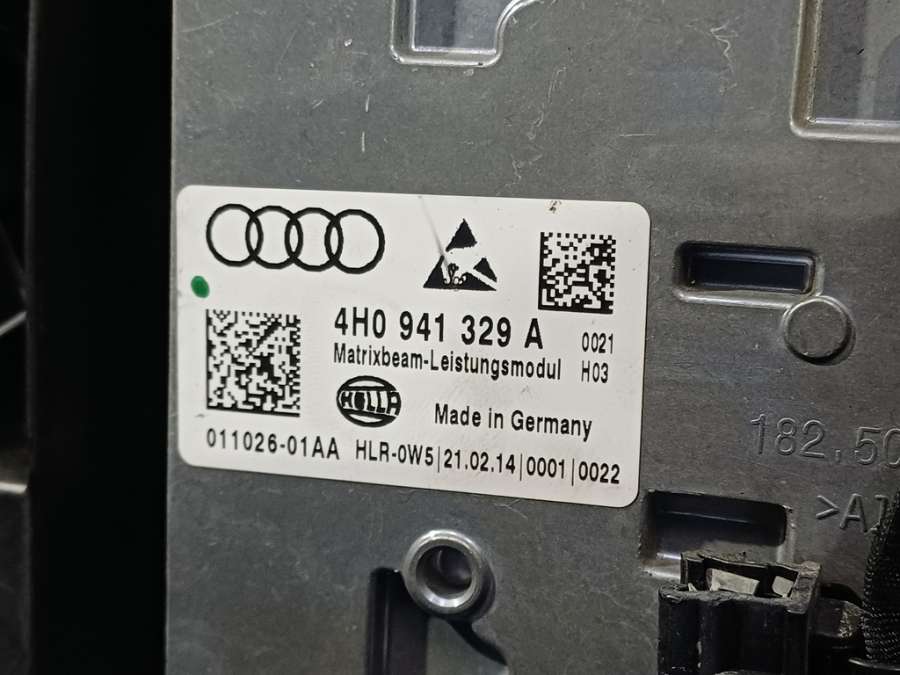 4H0 941 329 A 0021
Matrixbeam-Leistungsmodul H03
HELLA
Made in Germany
011026-01AA HLR-0W5|21.02.14|0001|0022
182.50